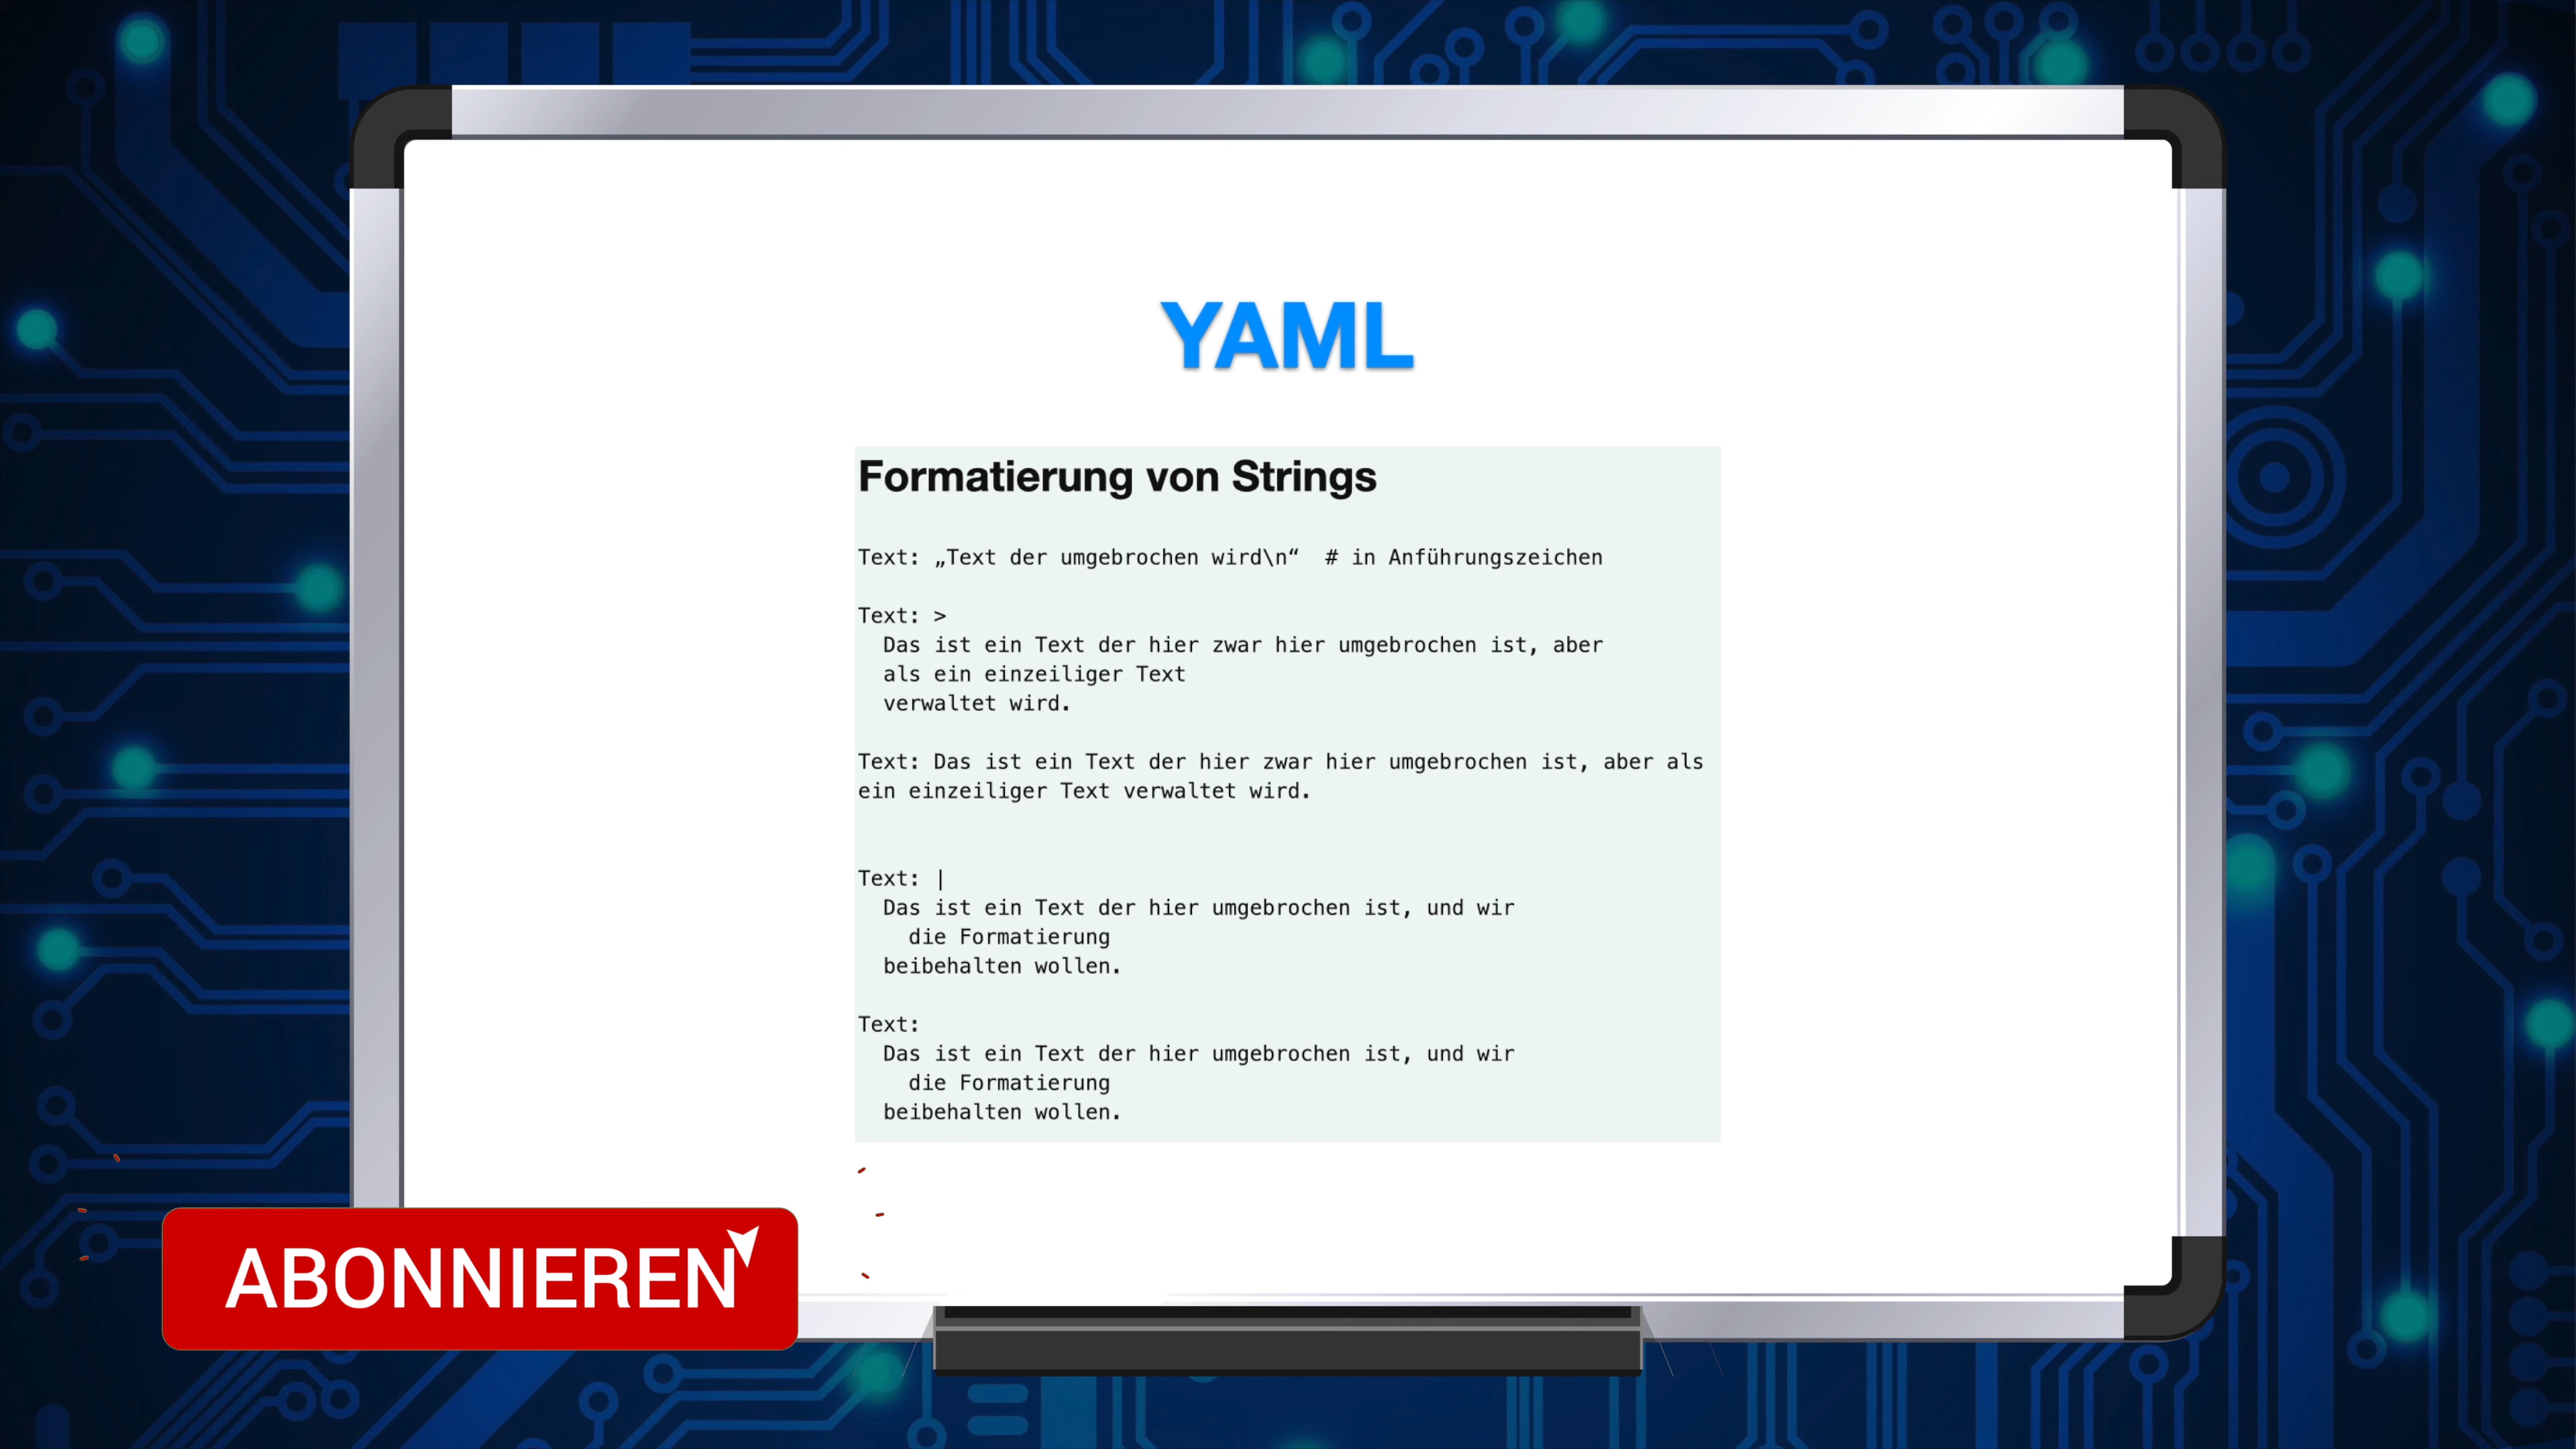 YAML
Formatierung von Strings
Text: „Text der umgebrochen wird\n“  # in Anführungszeichen
Text: >
  Das ist ein Text der hier zwar hier umgebrochen ist, aber
  als ein einzeiliger Text
  verwaltet wird.
Text: Das ist ein Text der hier zwar hier umgebrochen ist, aber als
ein einzeiliger Text verwaltet wird.
Text: |
  Das ist ein Text der hier umgebrochen ist, und wir
    die Formatierung
  beibehalten wollen.
Text:
  Das ist ein Text der hier umgebrochen ist, und wir
    die Formatierung
  beibehalten wollen.
ABONNIEREN